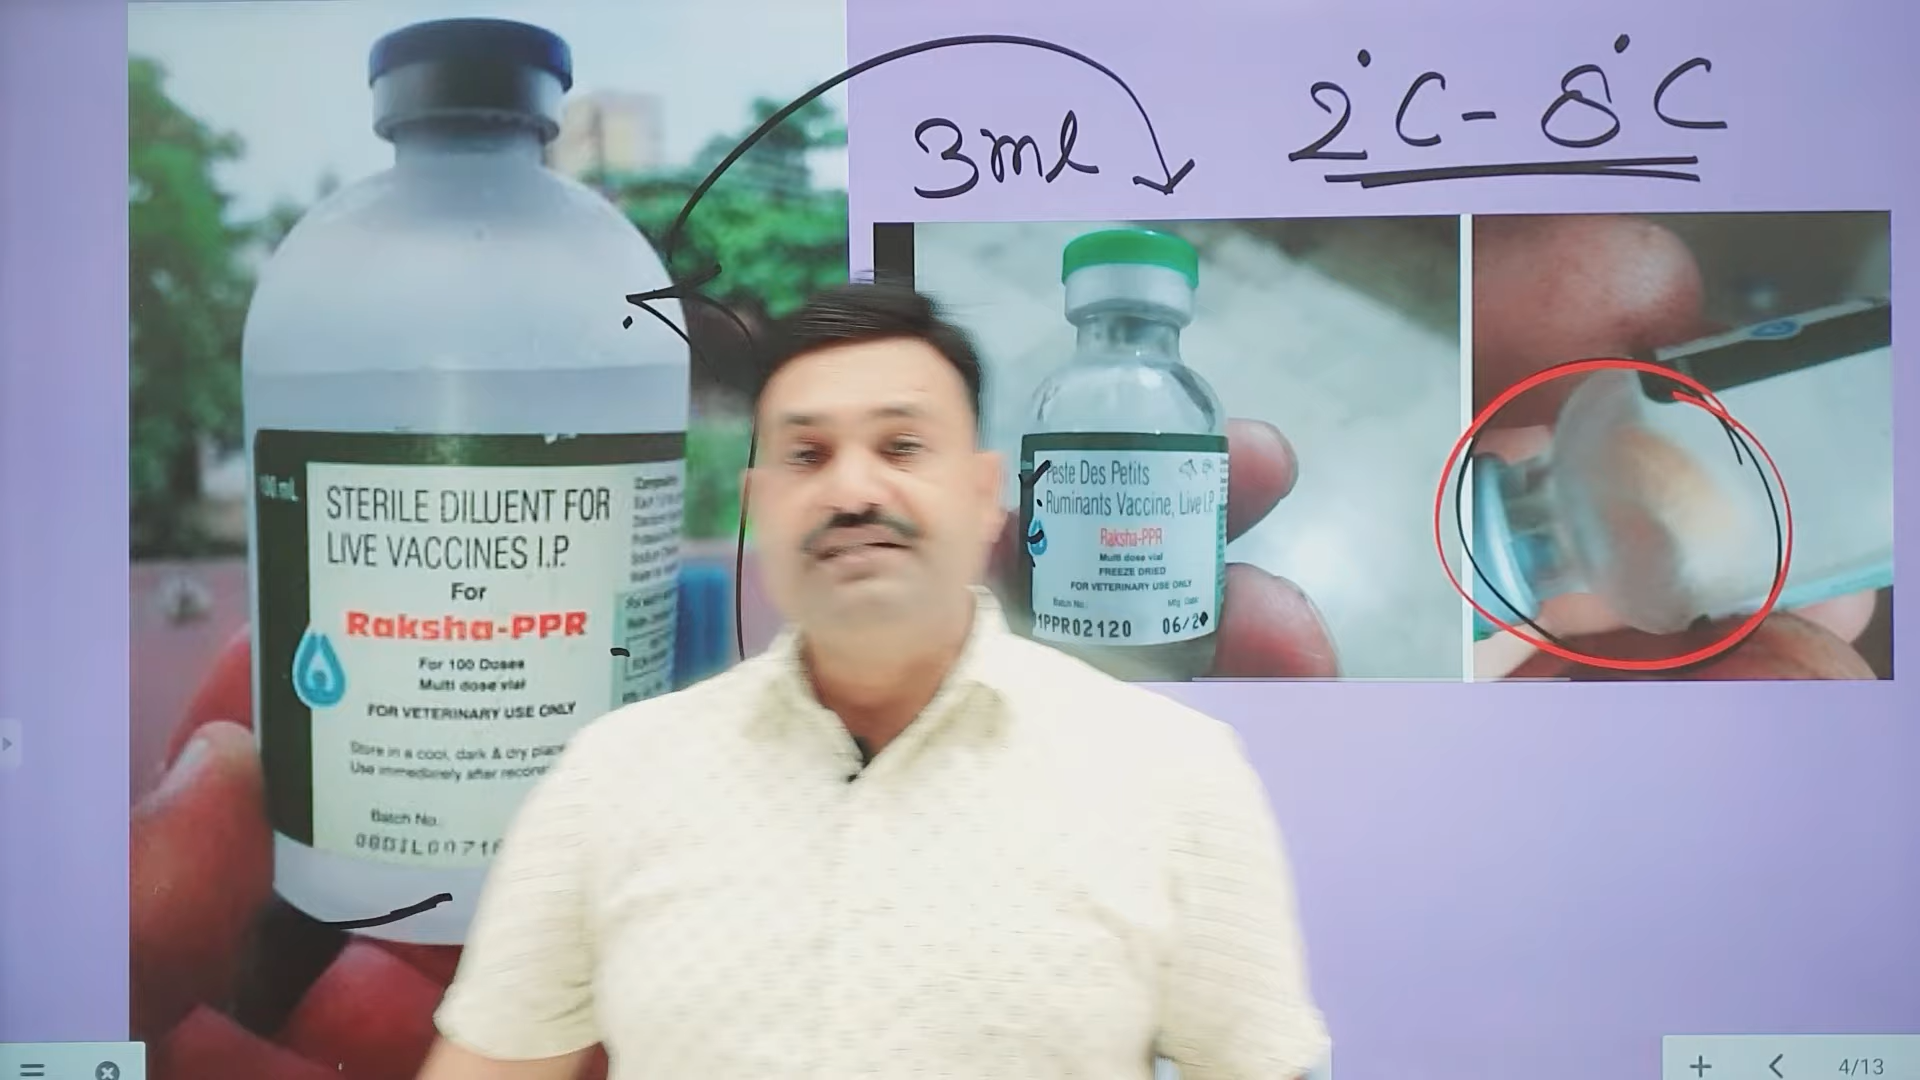 3ml
2°C - 8°C
100 mL
STERILE DILUENT FOR
LIVE VACCINES I.P.
For
Raksha-PPR
For 100 Doses
Multi dose vial
FOR VETERINARY USE ONLY
Store in a cool, dark & dry place
Use immediately after
Batch No.
Peste Des Petits
Ruminants Vaccine, Live I.P.
Raksha-PPR
Multi dose vial
FREEZE DRIED
FOR VETERINARY USE ONLY
Batch No. Mfg. Date
1PPR02120 06/2
4/13